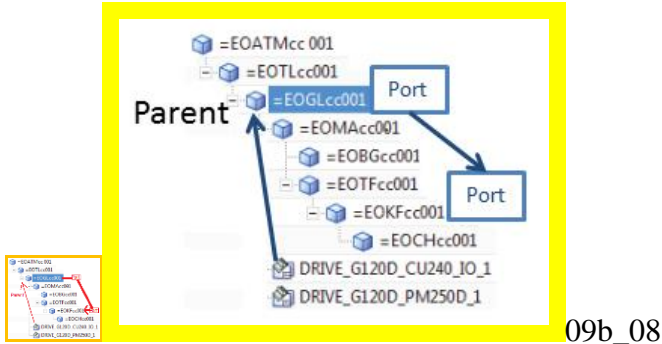 =EOATMcc 001
=EOTLcc001
=EOGLcc001
Port
Parent
=EOMAcc001
=EOBGcc001
=EOTFcc001
Port
=EOKFcc001
=EOCHcc001
DRIVE_G120D_CU240_IO_1
DRIVE_G120D_PM250D_1
09b_08